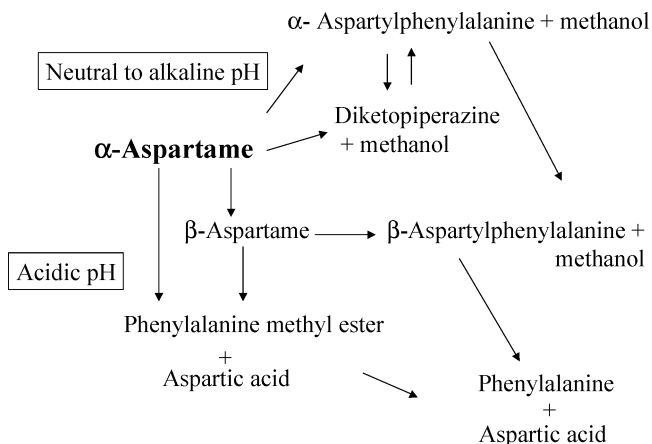 α- Aspartylphenylalanine + methanol
Neutral to alkaline pH
Diketopiperazine
+ methanol
α-Aspartame
β-Aspartame
β-Aspartylphenylalanine +
methanol
Acidic pH
Phenylalanine methyl ester
+
Aspartic acid
Phenylalanine
+
Aspartic acid